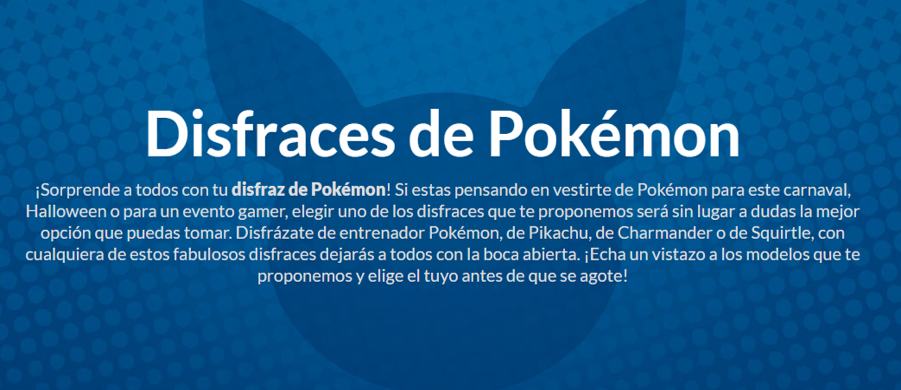 Disfraces de Pokémon
¡Sorprende a todos con tu disfraz de Pokémon! Si estas pensando en vestirte de Pokémon para este carnaval,
Halloween o para un evento gamer, elegir uno de los disfraces que te proponemos será sin lugar a dudas la mejor
opción que puedas tomar. Disfrázate de entrenador Pokémon, de Pikachu, de Charmander o de Squirtle, con
cualquiera de estos fabulosos disfraces dejarás a todos con la boca abierta. ¡Echa un vistazo a los modelos que te
proponemos y elige el tuyo antes de que se agote!